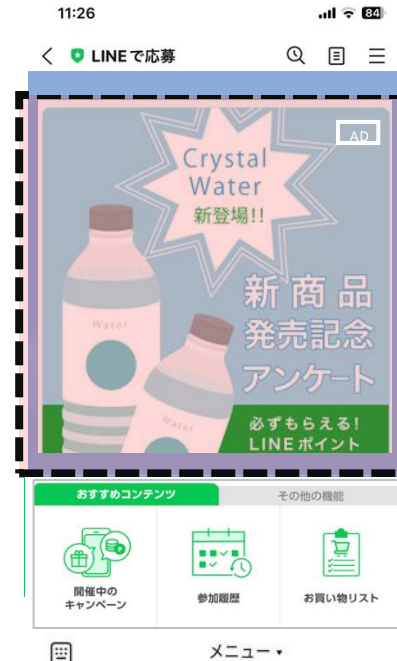 11:26
84
LINEで応募
AD
Crystal
Water
新登場!!
Water
新商品
発売記念
アンケート
Water
必ずもらえる!
LINEポイント
おすすめコンテンツ
その他の機能
開催中の
キャンペーン
参加履歴
お買い物リスト
メニュー